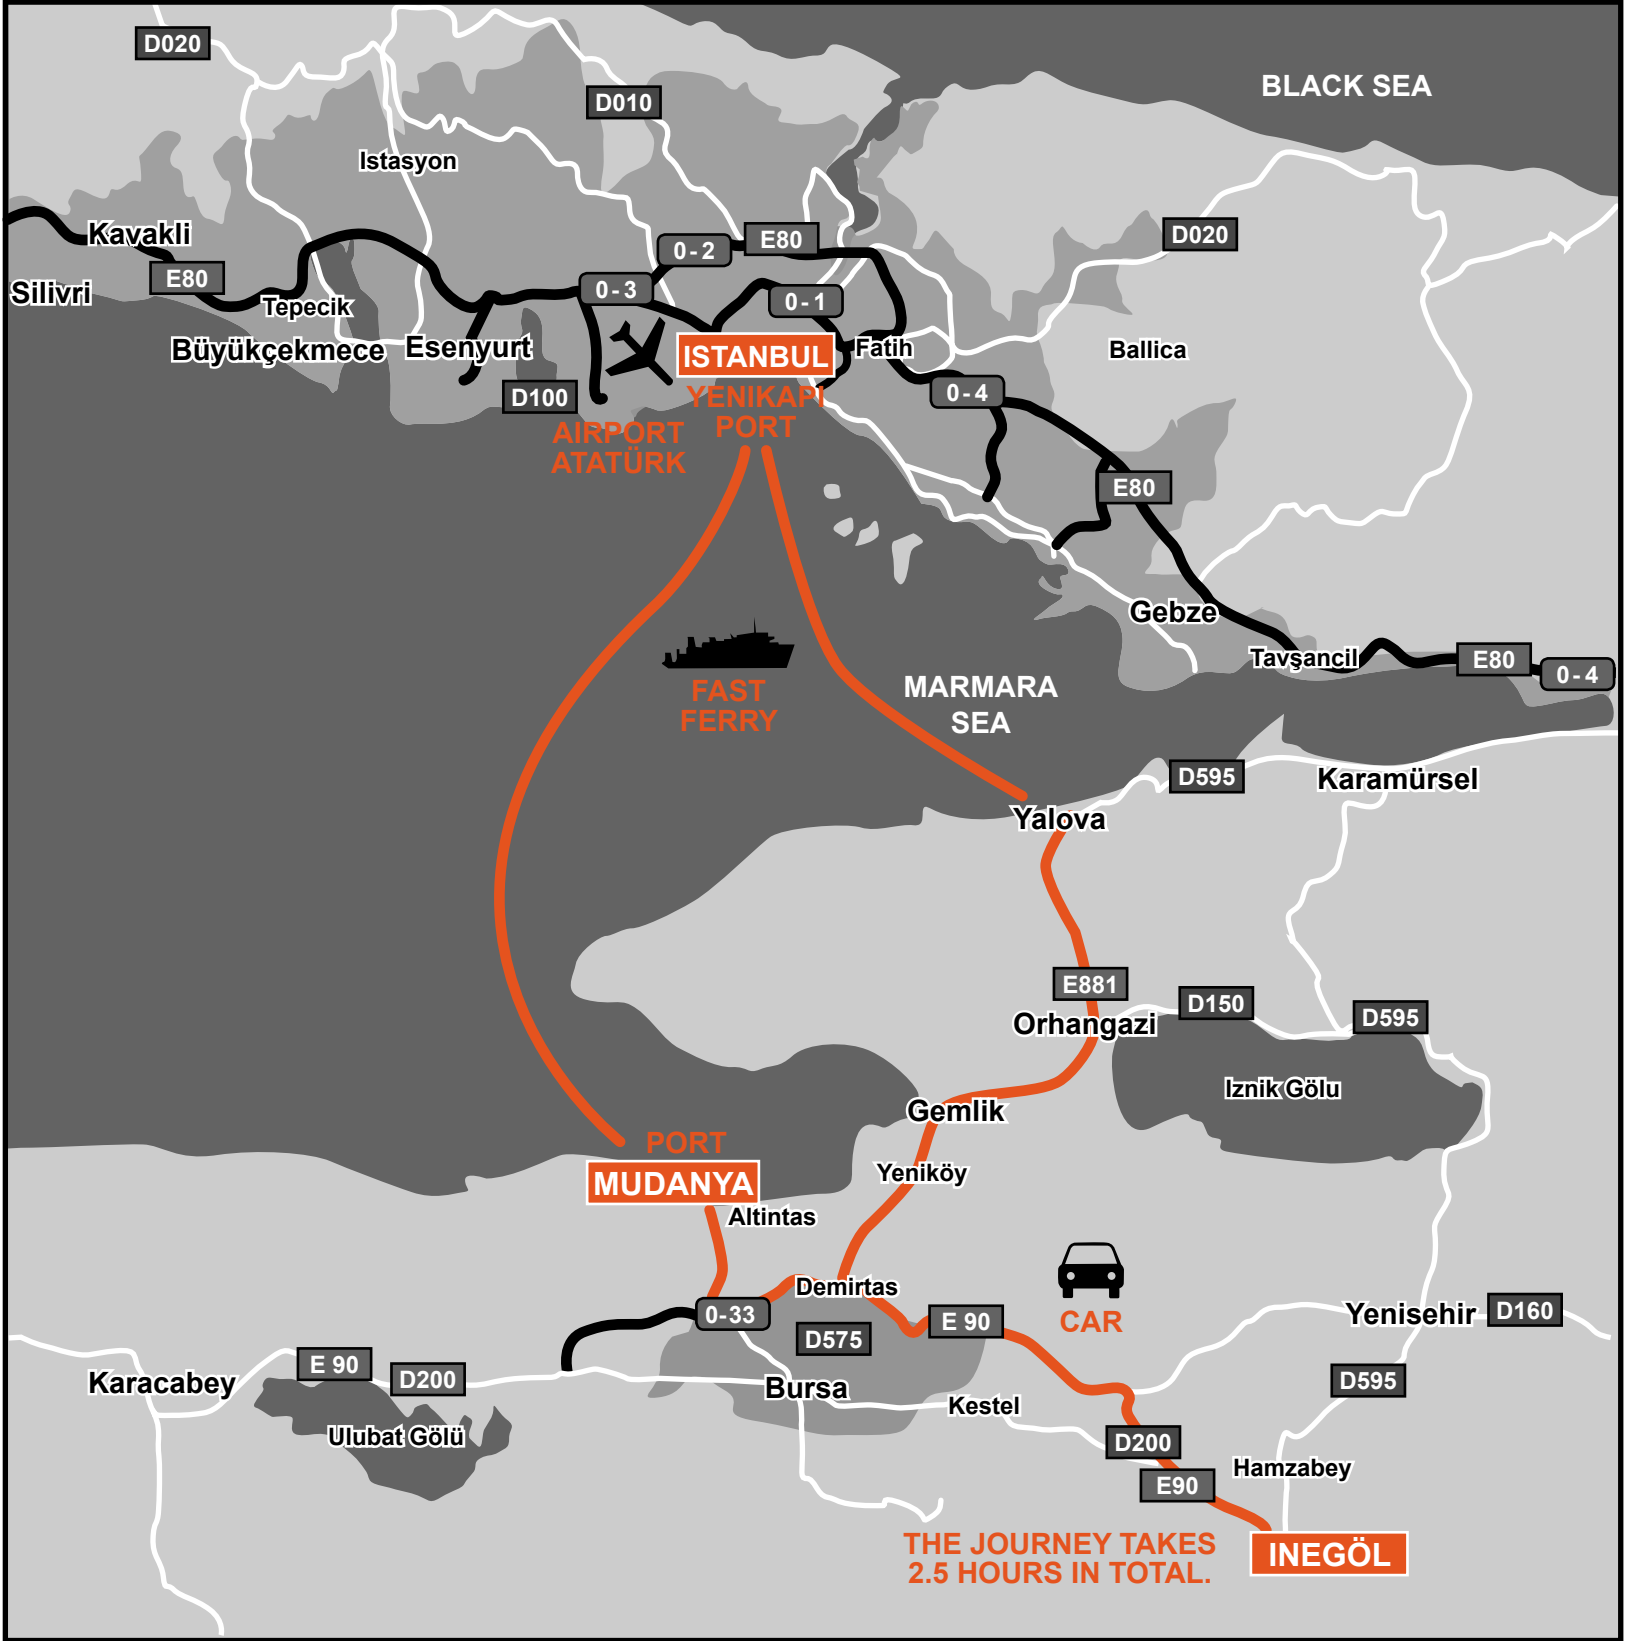 D020
BLACK SEA
D010
Istasyon
Kavakli
D020
E80
0-2
E80
Silivri
Tepecik
0-3
0-1
Büyükçekmece
Esenyurt
ISTANBUL
Fatih
Ballica
D100
YENIKAPI
PORT
0-4
AIRPORT
ATATÜRK
E80
Gebze
Tavşancil
E80
0-4
FAST
FERRY
MARMARA
SEA
D595
Karamürsel
Yalova
E881
D150
D595
Orhangazi
Iznik Gölu
Gemlik
PORT
MUDANYA
Yeniköy
Altintas
Demirtas
0-33
D575
E 90
CAR
Yenisehir
D160
E 90
D200
Karacabey
Bursa
Kestel
D595
Ulubat Gölü
D200
E90
Hamzabey
THE JOURNEY TAKES
2.5 HOURS IN TOTAL.
INEGÖL